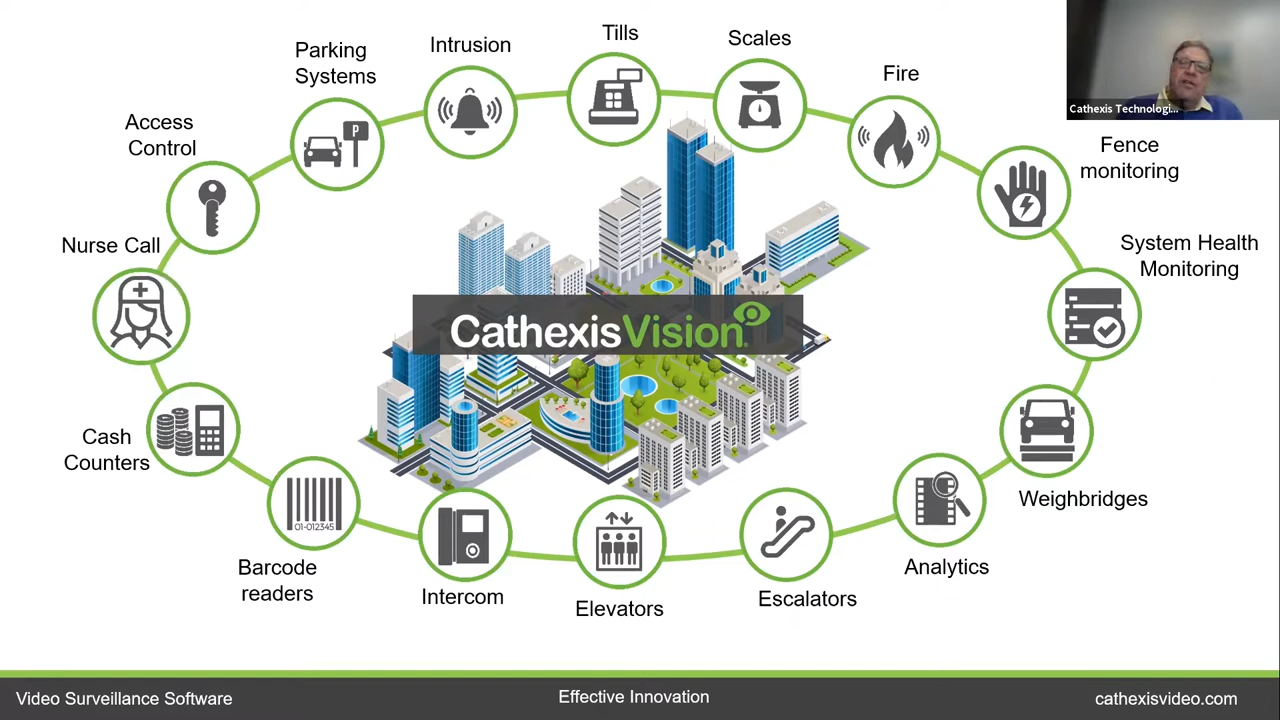 Parking
Systems
Intrusion
Tills
Scales
Fire
Cathexis Technologi...
Access
Control
P
Fence
monitoring
Nurse Call
System Health
Monitoring
CathexisVision
Cash
Counters
Weighbridges
01-012345
Barcode
readers
Intercom
Elevators
Escalators
Analytics
Video Surveillance Software
Effective Innovation
cathexisvideo.com